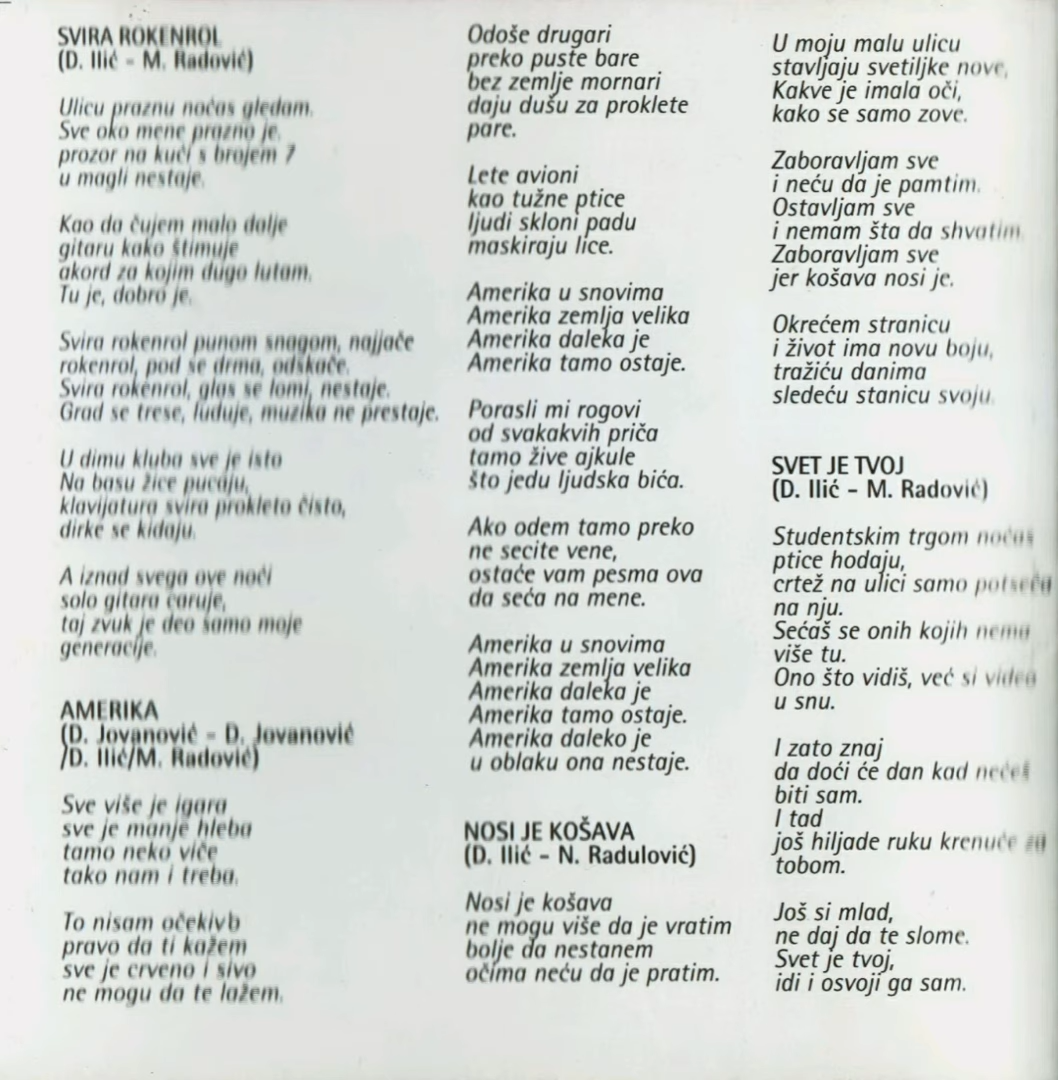 SVIRA ROKENROL
(D. Ilić - M. Radović)
Ulicu praznu noćas gledam.
Sve oko mene prazno je.
prozor na kući s brojem 7
u magli nestaje.
Kao da čujem malo dalje
gitaru kako štimuje
akord za kojim dugo lutam.
Tu je, dobro je.
Svira rokenrol punom snagom, najjače
rokenrol, pod se drma, odskače.
Svira rokenrol, glas se lomi, nestaje.
Grad se trese, luduje, muzika ne prestaje.
U dimu kluba sve je isto
Na basu žice pucaju,
klavijatura svira prokleto čisto,
dirke se kidaju.
A iznad svega ove noći
solo gitara caruje,
taj zvuk je deo samo moje
generacije.
AMERIKA
(D. Jovanović - D. Jovanović
/D. Ilić/M. Radović)
Sve više je igara
sve je manje hleba
tamo neko viče
tako nam i treba.
To nisam očekivb
pravo da ti kažem
sve je crveno i sivo
ne mogu da te lažem.
Odoše drugari
preko puste bare
bez zemlje mornari
daju dušu za proklete
pare.
Lete avioni
kao tužne ptice
ljudi skloni padu
maskiraju lice.
Amerika u snovima
Amerika zemlja velika
Amerika daleka je
Amerika tamo ostaje.
Porasli mi rogovi
od svakakvih priča
tamo žive ajkule
što jedu ljudska bića.
Ako odem tamo preko
ne secite vene,
ostaće vam pesma ova
da seća na mene.
Amerika u snovima
Amerika zemlja velika
Amerika daleka je
Amerika tamo ostaje.
Amerika daleko je
u oblaku ona nestaje.
NOSI JE KOŠAVA
(D. Ilić - N. Radulović)
Nosi je košava
ne mogu više da je vratim
bolje da nestanem
očima neću da je pratim.
U moju malu ulicu
stavljaju svetiljke nove,
Kakve je imala oči,
kako se samo zove.
Zaboravljam sve
i neću da je pamtim.
Ostavljam sve
i nemam šta da shvatim.
Zaboravljam sve
jer košava nosi je.
Okrećem stranicu
i život ima novu boju,
tražiću danima
sledeću stanicu svoju.
SVET JE TVOJ
(D. Ilić - M. Radović)
Studentskim trgom noćas
ptice hodaju,
crtež na ulici samo potseća
na nju.
Sećaš se onih kojih nema
više tu.
Ono što vidiš, već si video
u snu.
I zato znaj
da doći će dan kad nećeš
biti sam.
I tad
još hiljade ruku krenuće za
tobom.
Još si mlad,
ne daj da te slome.
Svet je tvoj,
idi i osvoji ga sam.